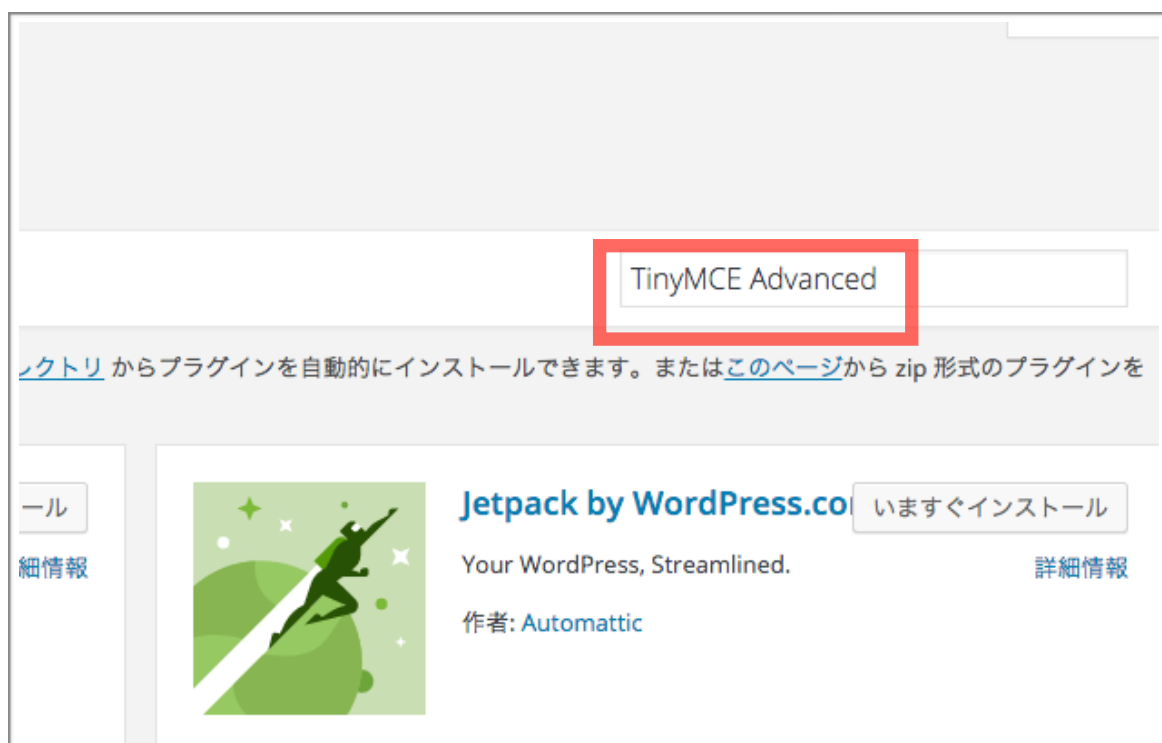 TinyMCE Advanced
レクトリ からプラグインを自動的にインストールできます。またはこのページから zip 形式のプラグインを
ール
細情報
Jetpack by WordPress.co
いますぐインストール
Your WordPress, Streamlined.
詳細情報
作者: Automattic